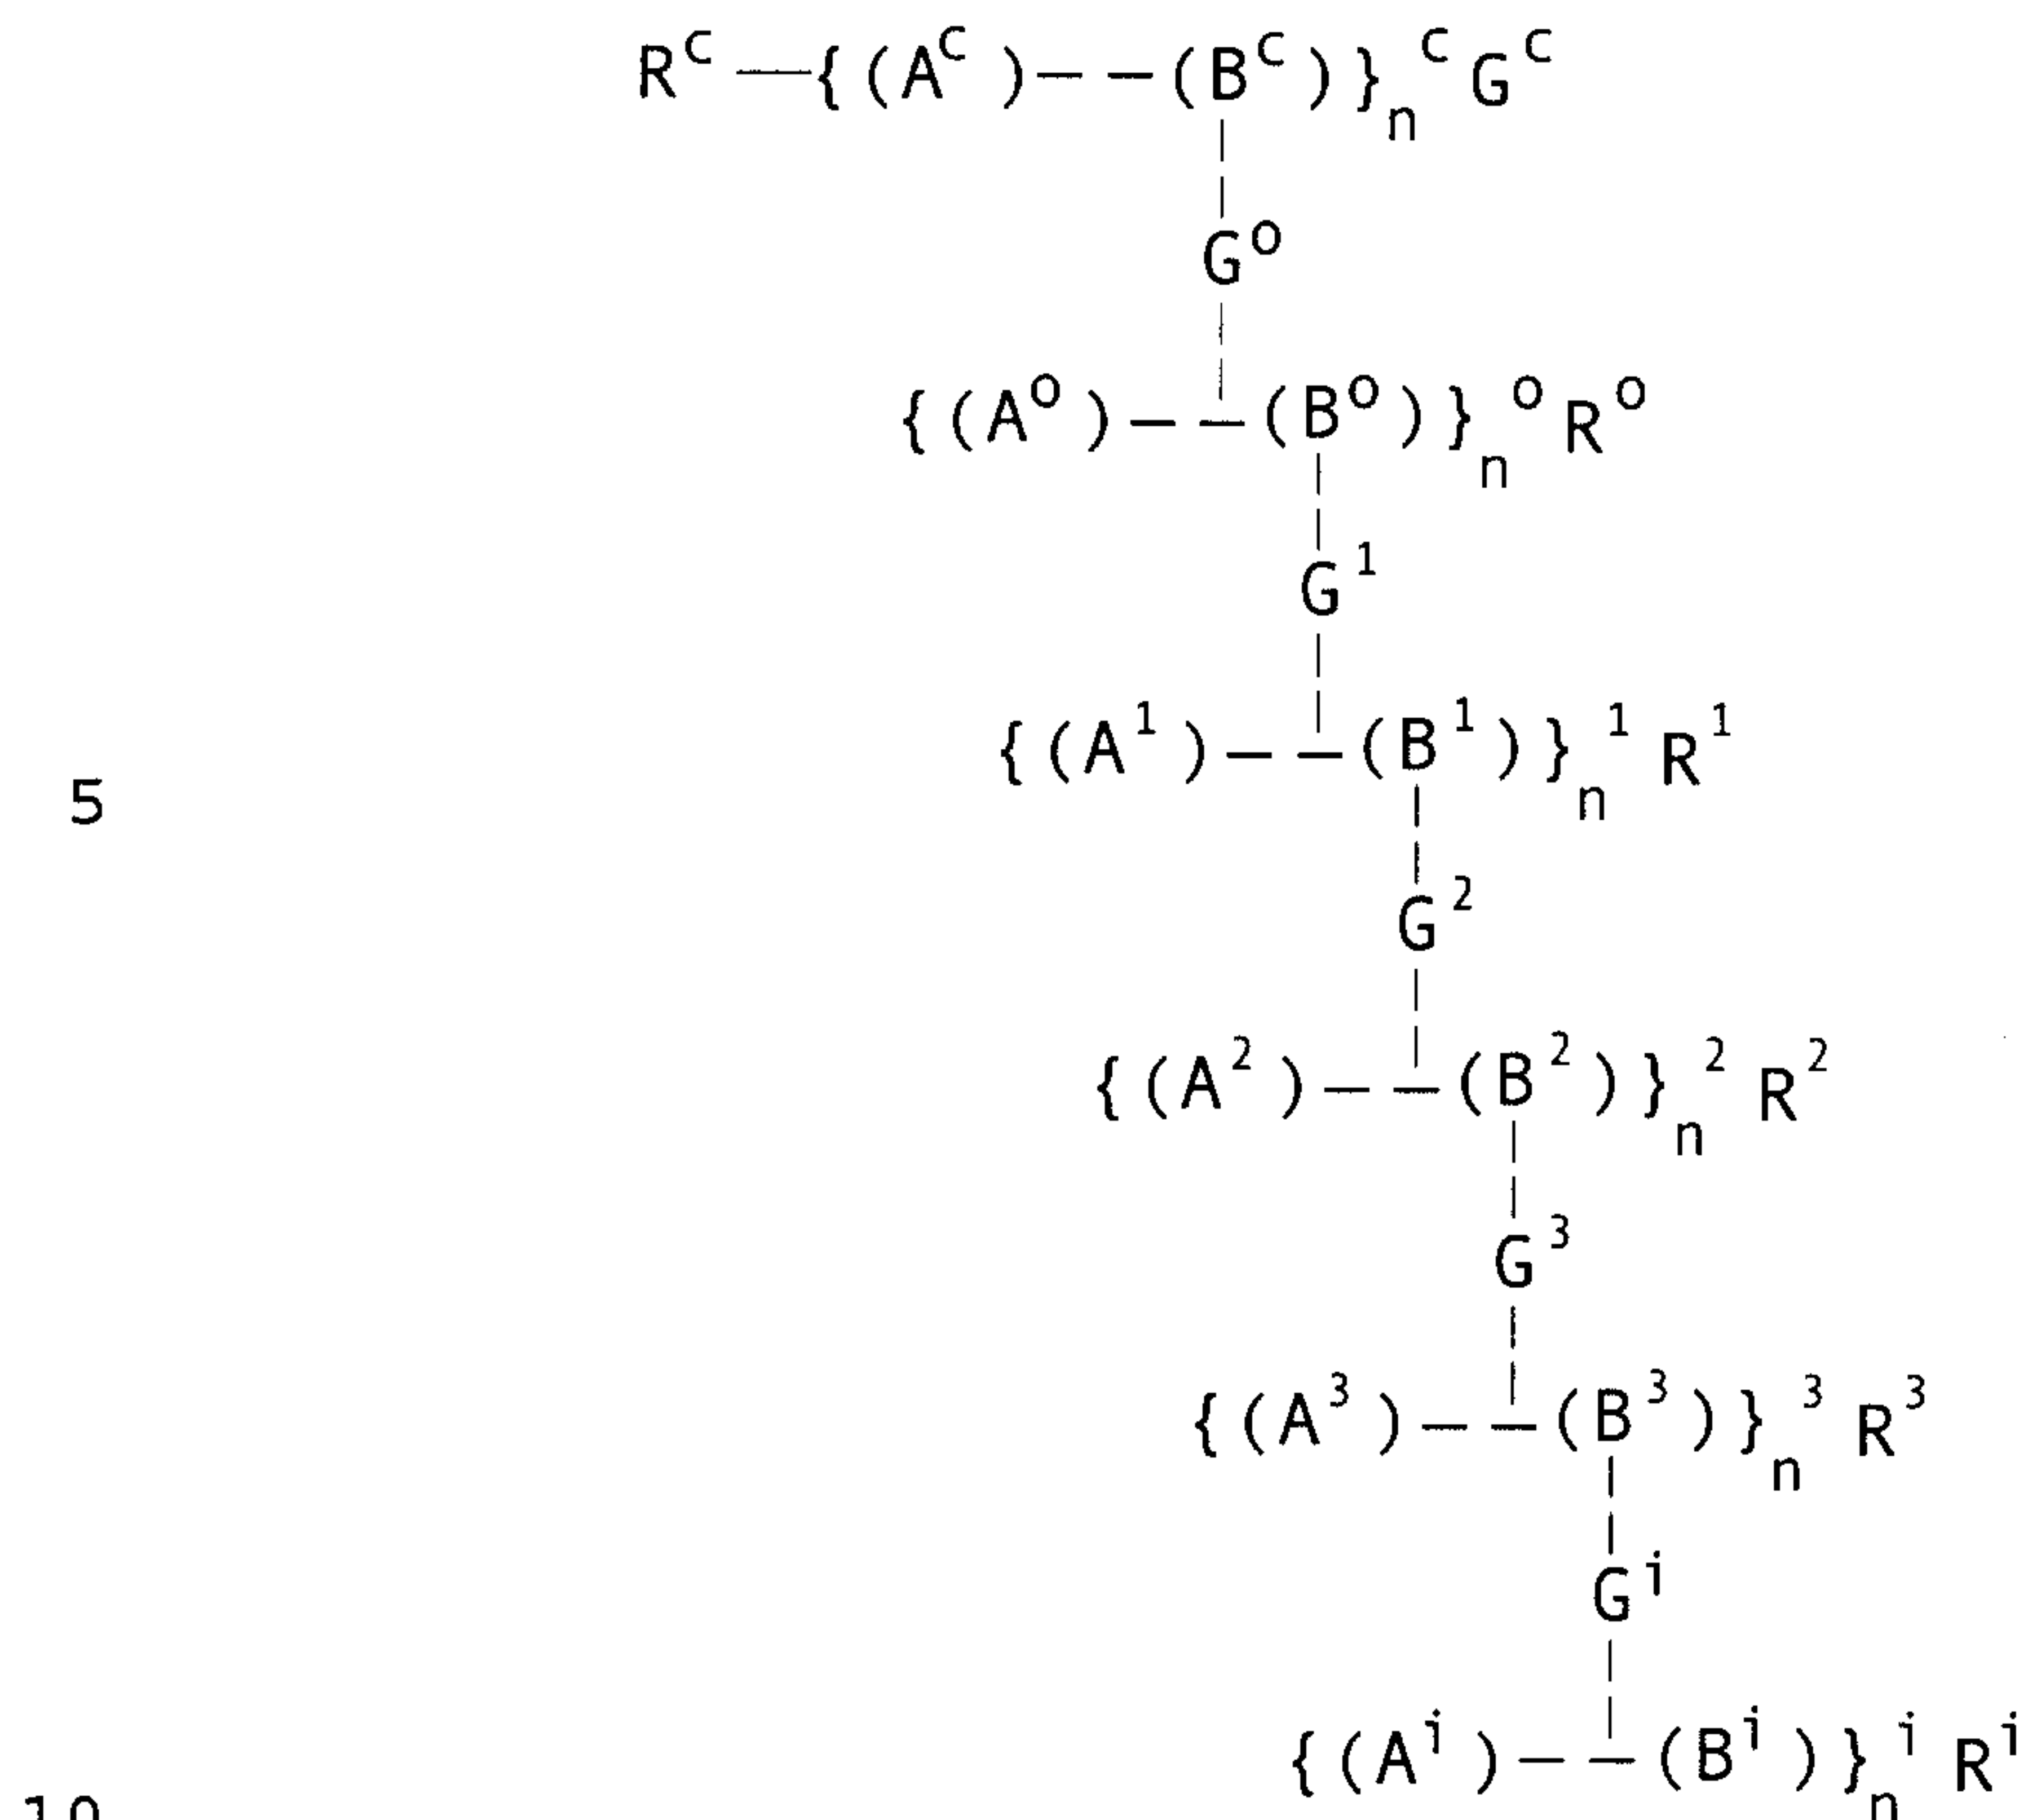 R^c —{(A^c)— —(B^c)}_n^c G^c
G^o
{(A^o)— —(B^o)}_n^o R^o
G^1
{(A^1)— —(B^1)}_n^1 R^1
5
G^2
{(A^2)— —(B^2)}_n^2 R^2
G^3
{(A^3)— —(B^3)}_n^3 R^3
G^i
{(A^i)— —(B^i)}_n^i R^i
10